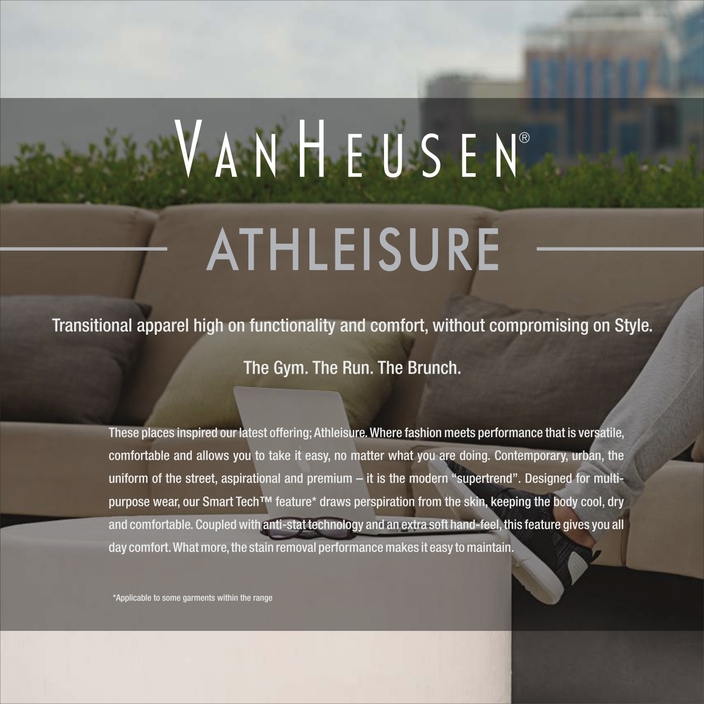 VANHEUSEN®
ATHLEISURE
Transitional apparel high on functionality and comfort, without compromising on Style.
The Gym. The Run. The Brunch.
These places inspired our latest offering; Athleisure. Where fashion meets performance that is versatile,
comfortable and allows you to take it easy, no matter what you are doing. Contemporary, urban, the
uniform of the street, aspirational and premium – it is the modern “supertrend”. Designed for multi-
purpose wear, our Smart Tech™ feature* draws perspiration from the skin, keeping the body cool, dry
and comfortable. Coupled with anti-stat technology and an extra soft hand-feel, this feature gives you all
day comfort. What more, the stain removal performance makes it easy to maintain.
*Applicable to some garments within the range